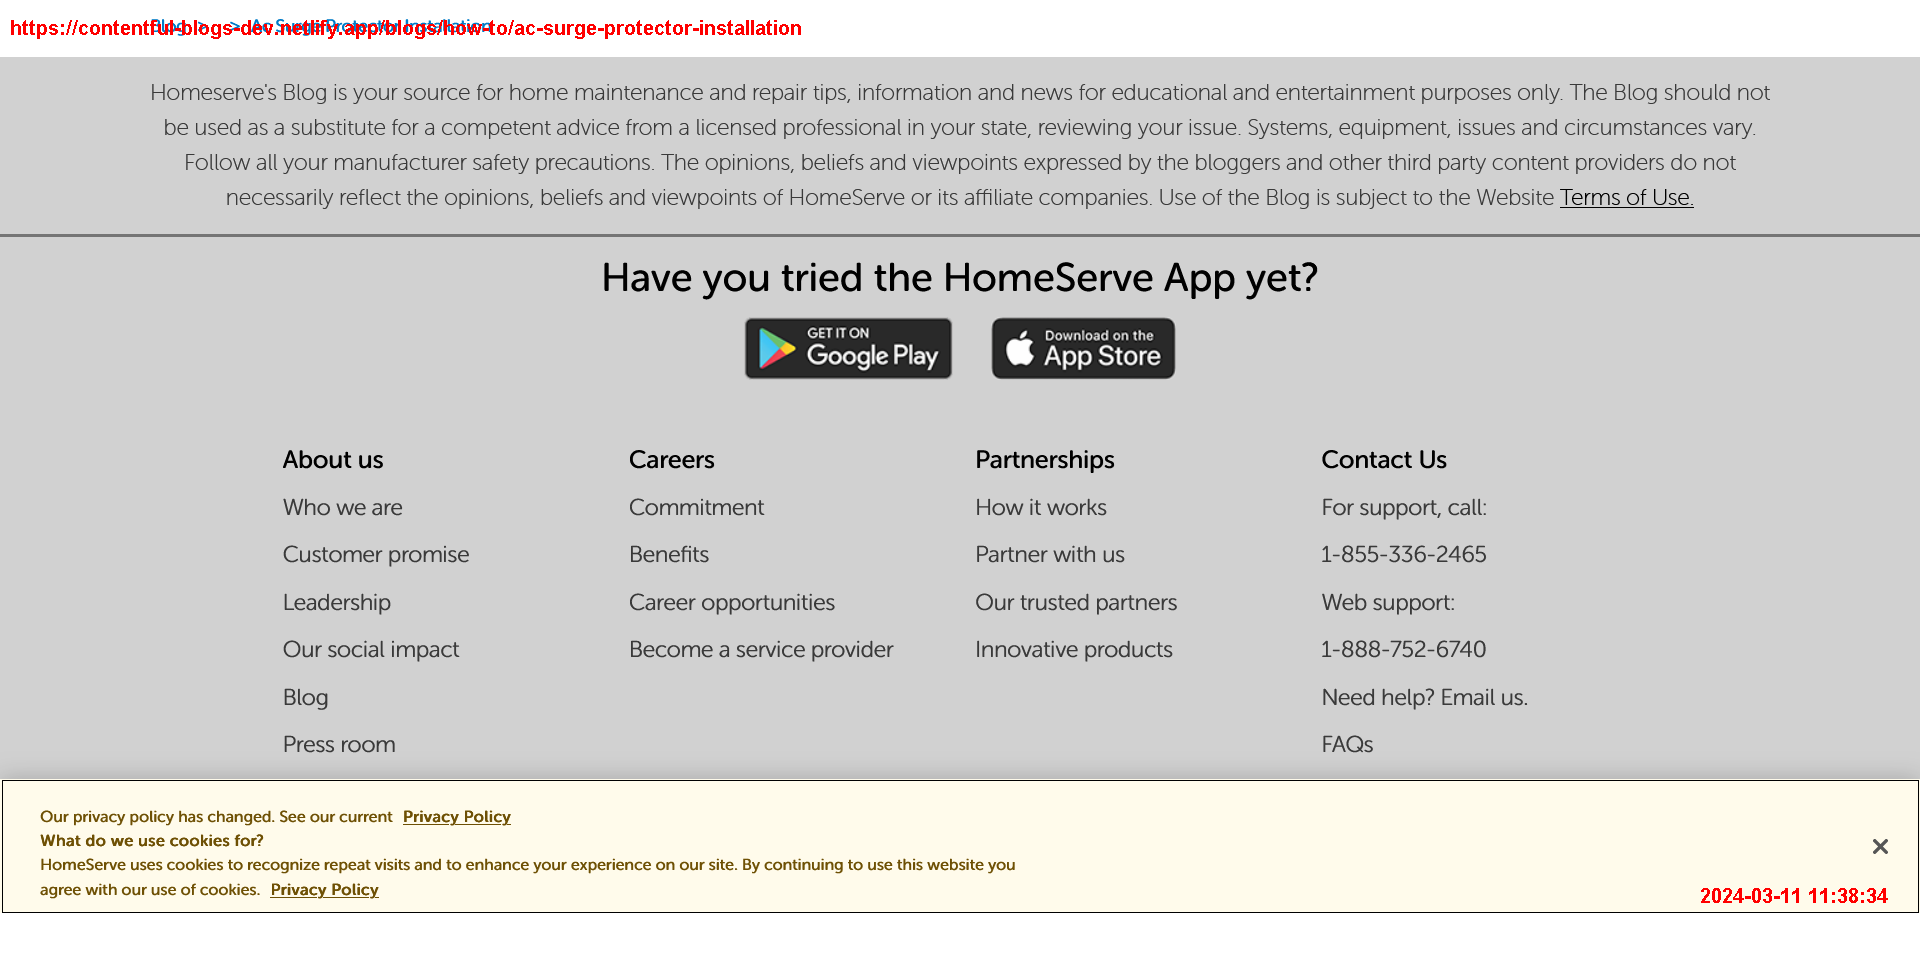 https://contentful-blogs-dev.netlify.app/blogs/how-to/ac-surge-protector-installation
Blog > > Ac Surge Protector Installation
Homeserve's Blog is your source for home maintenance and repair tips, information and news for educational and entertainment purposes only. The Blog should not
be used as a substitute for a competent advice from a licensed professional in your state, reviewing your issue. Systems, equipment, issues and circumstances vary.
Follow all your manufacturer safety precautions. The opinions, beliefs and viewpoints expressed by the bloggers and other third party content providers do not
necessarily reflect the opinions, beliefs and viewpoints of HomeServe or its affiliate companies. Use of the Blog is subject to the Website Terms of Use.
Have you tried the HomeServe App yet?
GET IT ON
Google Play
Download on the
App Store
About us
Who we are
Customer promise
Leadership
Our social impact
Blog
Press room
Careers
Commitment
Benefits
Career opportunities
Become a service provider
Partnerships
How it works
Partner with us
Our trusted partners
Innovative products
Contact Us
For support, call:
1-855-336-2465
Web support:
1-888-752-6740
Need help? Email us.
FAQs
Our privacy policy has changed. See our current Privacy Policy
What do we use cookies for?
HomeServe uses cookies to recognize repeat visits and to enhance your experience on our site. By continuing to use this website you
agree with our use of cookies. Privacy Policy
2024-03-11 11:38:34